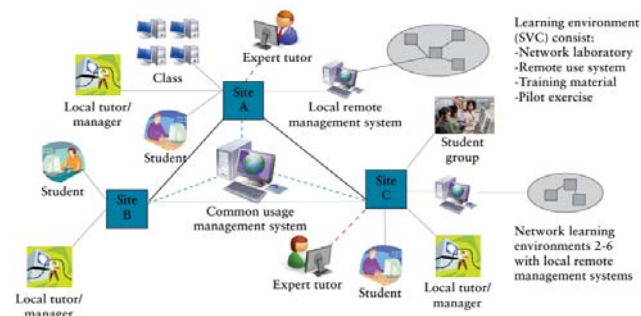 Expert tutor
Class
Local tutor/
manager
Site
A
Local remote
management system
Learning environment
(SVC) consist:
-Network laboratory
-Remote use system
-Training material
-Pilot exercise
Student
Student
group
Student
Site
B
Common usage
management system
Site
C
Local tutor/
manager
Expert tutor
Student
Local tutor/
manager
Network learning
environments 2-6
with local remote
management systems